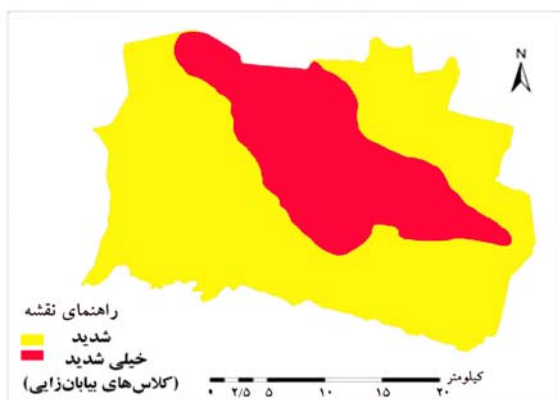 N
راهنمای نقشه
شدید
خیلی شدید
(کلاس‌های بیابان‌زایی)
کیلومتر
۰ ۲/۵ ۵ ۱۰ ۱۵ ۲۰